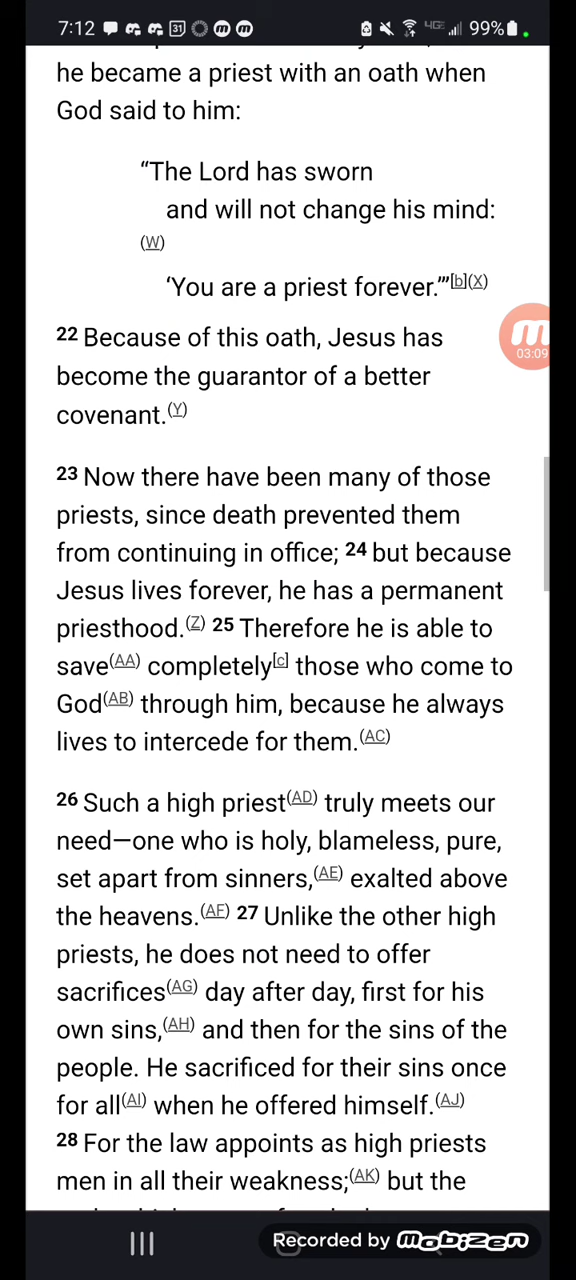 7:12 31 4G 99%
he became a priest with an oath when
God said to him:
“The Lord has sworn
and will not change his mind:
(W)
‘You are a priest forever.’”[b](X)
22 Because of this oath, Jesus has
become the guarantor of a better
covenant.(Y)
03:09
23 Now there have been many of those
priests, since death prevented them
from continuing in office; 24 but because
Jesus lives forever, he has a permanent
priesthood.(Z) 25 Therefore he is able to
save(AA) completely[c] those who come to
God(AB) through him, because he always
lives to intercede for them.(AC)
26 Such a high priest(AD) truly meets our
need—one who is holy, blameless, pure,
set apart from sinners,(AE) exalted above
the heavens.(AF) 27 Unlike the other high
priests, he does not need to offer
sacrifices(AG) day after day, first for his
own sins,(AH) and then for the sins of the
people. He sacrificed for their sins once
for all(AI) when he offered himself.(AJ)
28 For the law appoints as high priests
men in all their weakness;(AK) but the
Recorded by Mobizen